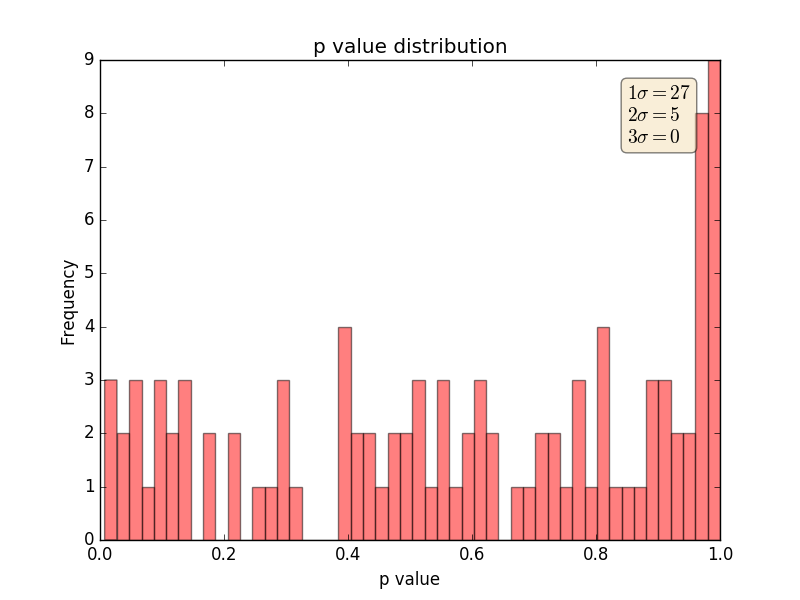 p value distribution
9
8
7
6
5
4
3
2
1
0
Frequency
1σ = 27
2σ = 5
3σ = 0
0.0 0.2 0.4 0.6 0.8 1.0
p value